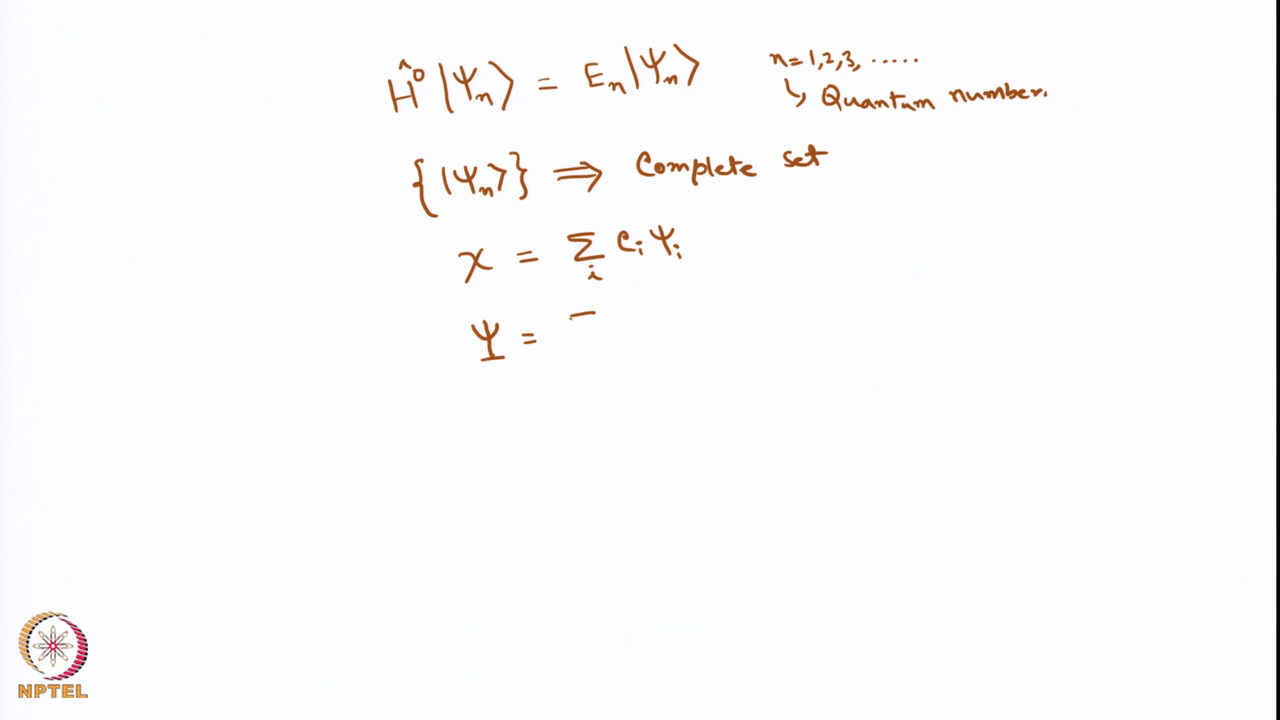 Ĥ⁰|Ψₙ⟩ = Eₙ|Ψₙ⟩ n=1,2,3,.....
↳ Quantum number.
{|Ψₙ⟩} ⟹ Complete set
χ = Σᵢ cᵢ Ψᵢ
Ψ =
NPTEL